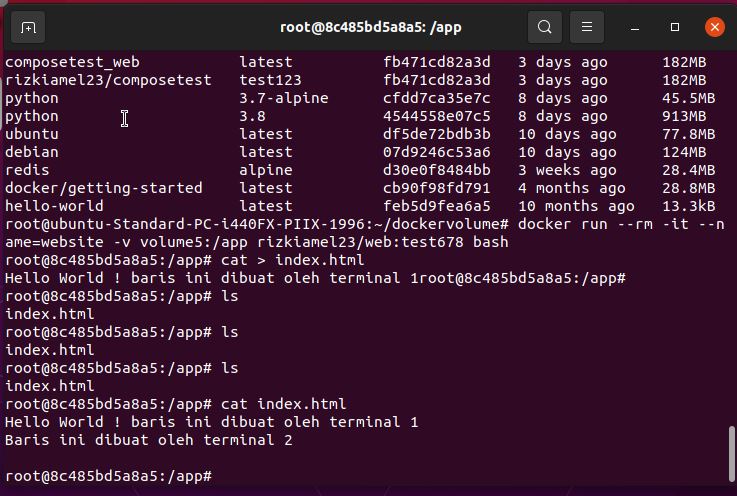 root@8c485bd5a8a5: /app
composetest_web latest fb471cd82a3d 3 days ago 182MB
rizkiamel23/composetest test123 fb471cd82a3d 3 days ago 182MB
python 3.7-alpine cfdd7ca35e7c 8 days ago 45.5MB
python 3.8 4544558e07c5 8 days ago 913MB
ubuntu latest df5de72bdb3b 10 days ago 77.8MB
debian latest 07d9246c53a6 10 days ago 124MB
redis alpine d30e0f8484bb 3 weeks ago 28.4MB
docker/getting-started latest cb90f98fd791 4 months ago 28.8MB
hello-world latest feb5d9fea6a5 10 months ago 13.3kB
root@ubuntu-Standard-PC-i440FX-PIIX-1996:~/dockervolume# docker run --rm -it --n
ame=website -v volume5:/app rizkiamel23/web:test678 bash
root@8c485bd5a8a5:/app# cat > index.html
Hello World ! baris ini dibuat oleh terminal 1root@8c485bd5a8a5:/app#
root@8c485bd5a8a5:/app# ls
index.html
root@8c485bd5a8a5:/app# ls
index.html
root@8c485bd5a8a5:/app# ls
index.html
root@8c485bd5a8a5:/app# cat index.html
Hello World ! baris ini dibuat oleh terminal 1
Baris ini dibuat oleh terminal 2
root@8c485bd5a8a5:/app#